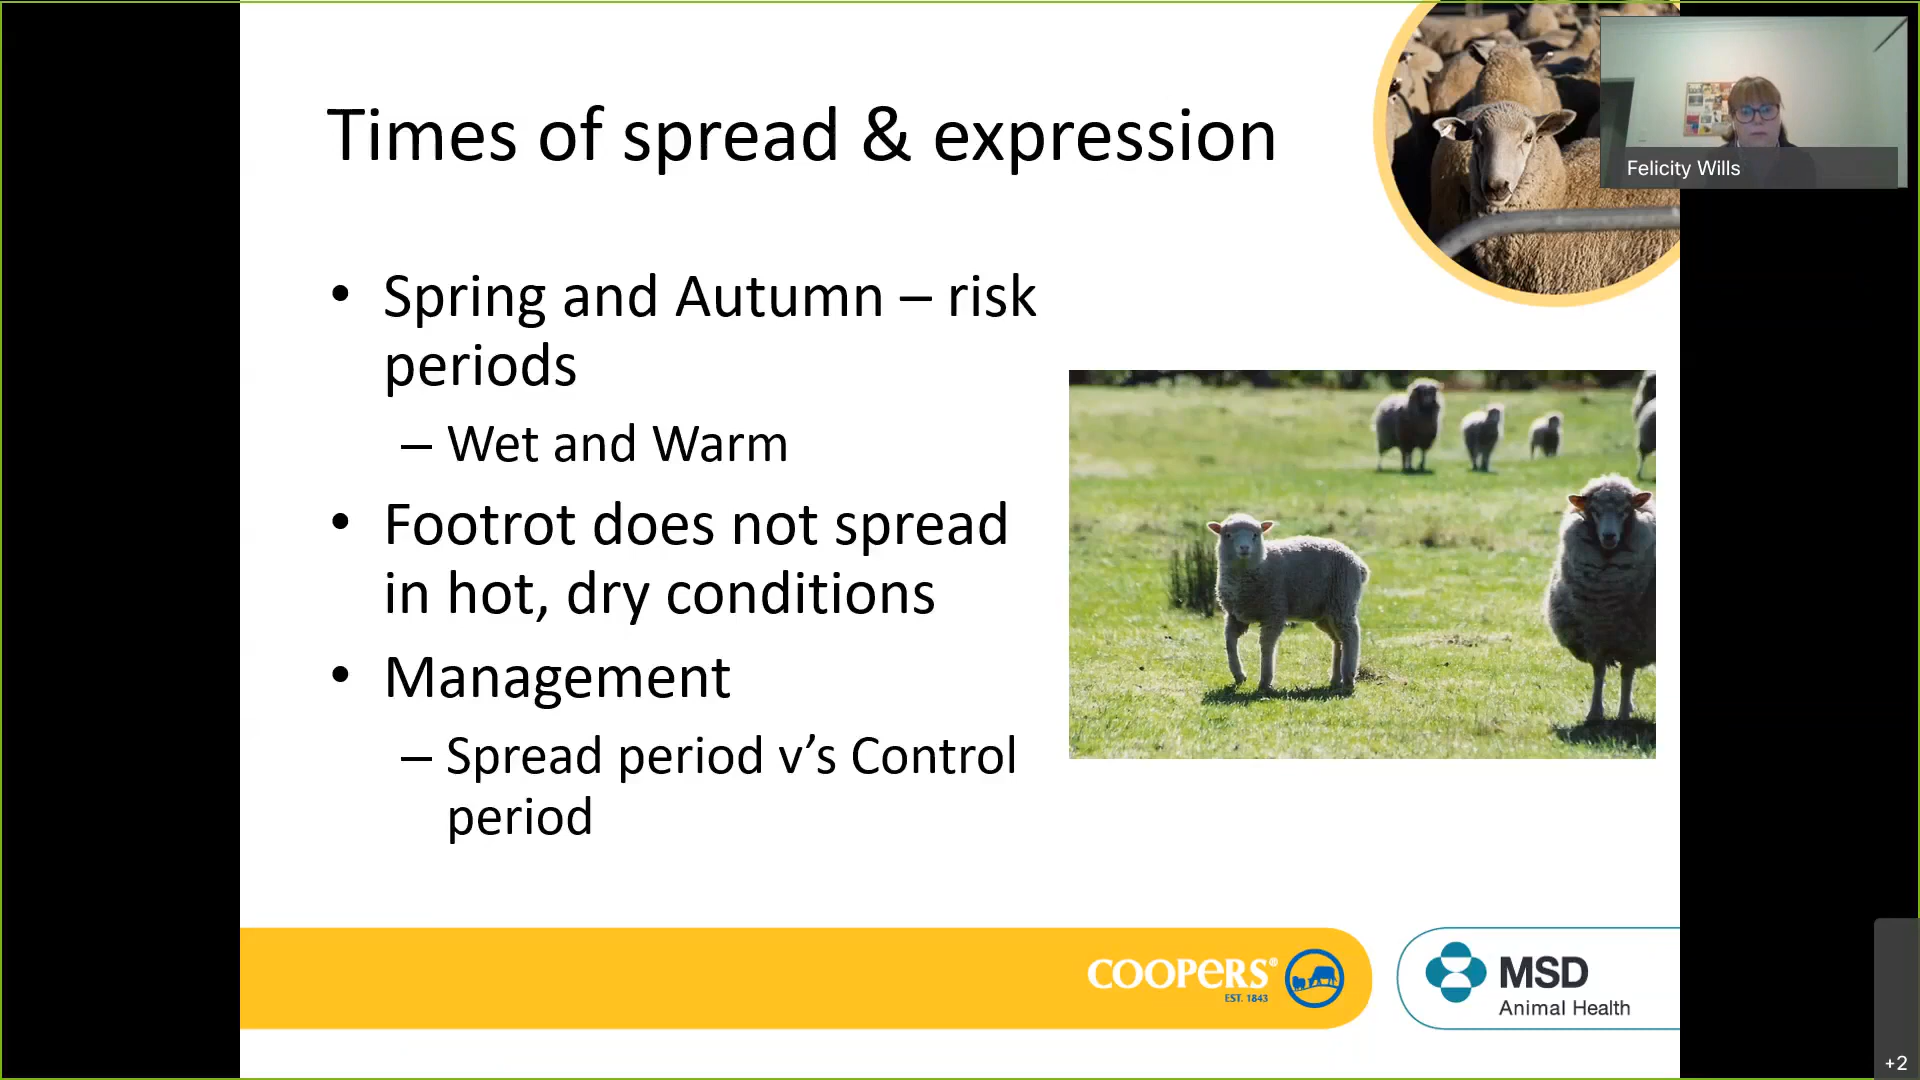 Times of spread & expression
Felicity Wills
• Spring and Autumn – risk
periods
– Wet and Warm
• Footrot does not spread
in hot, dry conditions
• Management
– Spread period v’s Control
period
COOPERS®
EST. 1843
MSD
Animal Health
+2